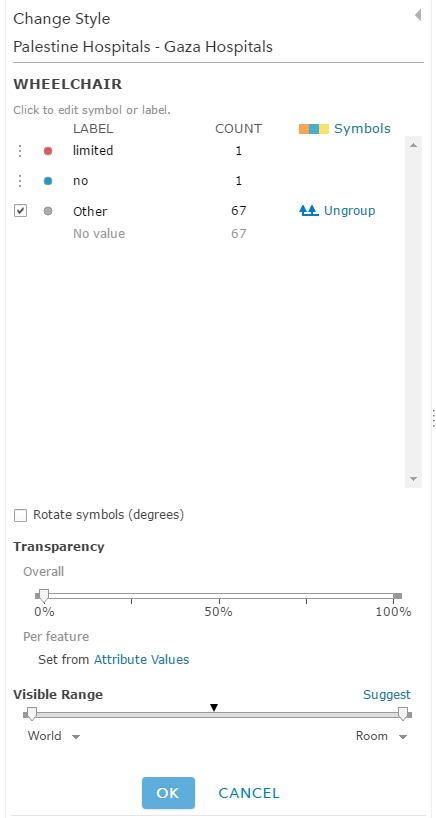 Change Style
Palestine Hospitals - Gaza Hospitals
WHEELCHAIR
Click to edit symbol or label.
LABEL COUNT Symbols
limited 1
no 1
Other 67 Ungroup
No value 67
Rotate symbols (degrees)
Transparency
Overall
0% 50% 100%
Per feature
Set from Attribute Values
Visible Range Suggest
World Room
OK CANCEL